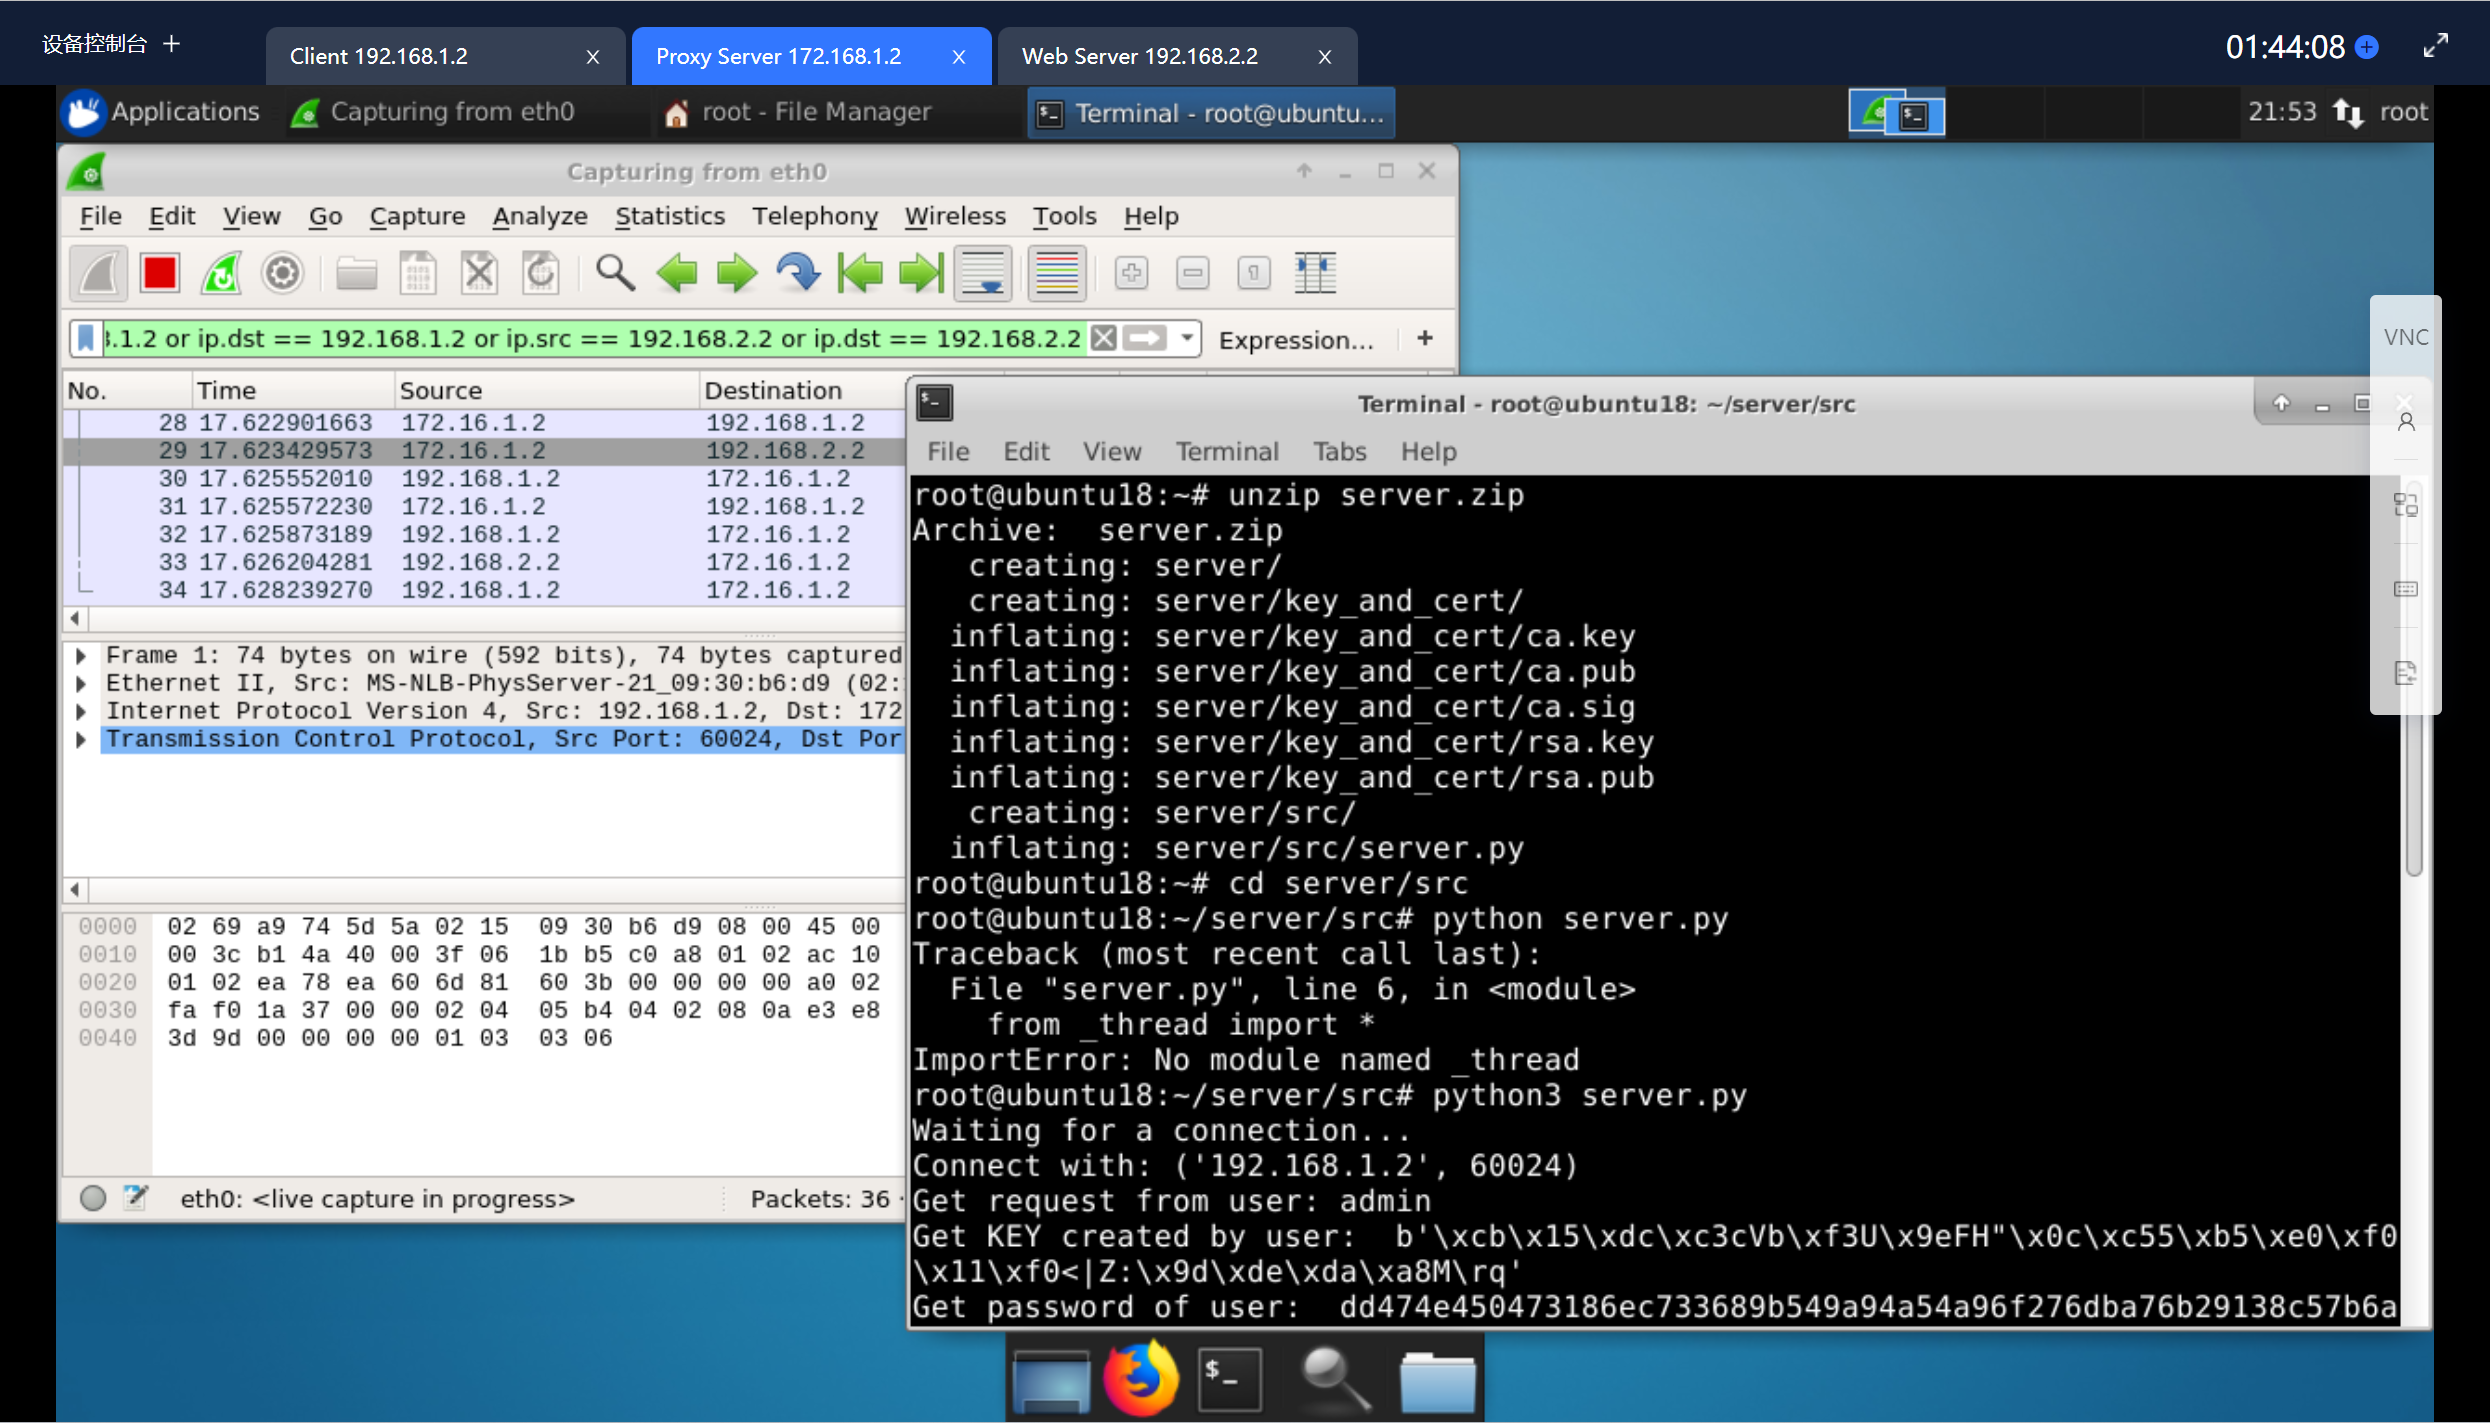 设备控制台 +
Client 192.168.1.2 x
Proxy Server 172.168.1.2 x
Web Server 192.168.2.2 x
01:44:08
Applications
Capturing from eth0
root - File Manager
Terminal - root@ubuntu...
21:53
root
Capturing from eth0
File Edit View Go Capture Analyze Statistics Telephony Wireless Tools Help
.1.2 or ip.dst == 192.168.1.2 or ip.src == 192.168.2.2 or ip.dst == 192.168.2.2
Expression... +
No. Time Source Destination
28 17.622901663 172.16.1.2 192.168.1.2
29 17.623429573 172.16.1.2 192.168.2.2
30 17.625552010 192.168.1.2 172.16.1.2
31 17.625572230 172.16.1.2 192.168.1.2
32 17.625873189 192.168.1.2 172.16.1.2
33 17.626204281 192.168.2.2 172.16.1.2
34 17.628239270 192.168.1.2 172.16.1.2
Frame 1: 74 bytes on wire (592 bits), 74 bytes captured
Ethernet II, Src: MS-NLB-PhysServer-21_09:30:b6:d9 (02:
Internet Protocol Version 4, Src: 192.168.1.2, Dst: 172
Transmission Control Protocol, Src Port: 60024, Dst Por
0000 02 69 a9 74 5d 5a 02 15 09 30 b6 d9 08 00 45 00
0010 00 3c b1 4a 40 00 3f 06 1b b5 c0 a8 01 02 ac 10
0020 01 02 ea 78 ea 60 6d 81 60 3b 00 00 00 00 a0 02
0030 fa f0 1a 37 00 00 02 04 05 b4 04 02 08 0a e3 e8
0040 3d 9d 00 00 00 00 01 03 03 06
eth0: <live capture in progress>
Packets: 36 ·
Terminal - root@ubuntu18: ~/server/src
File Edit View Terminal Tabs Help
root@ubuntu18:~# unzip server.zip
Archive:  server.zip
creating: server/
creating: server/key_and_cert/
inflating: server/key_and_cert/ca.key
inflating: server/key_and_cert/ca.pub
inflating: server/key_and_cert/ca.sig
inflating: server/key_and_cert/rsa.key
inflating: server/key_and_cert/rsa.pub
creating: server/src/
inflating: server/src/server.py
root@ubuntu18:~# cd server/src
root@ubuntu18:~/server/src# python server.py
Traceback (most recent call last):
File "server.py", line 6, in <module>
from _thread import *
ImportError: No module named _thread
root@ubuntu18:~/server/src# python3 server.py
Waiting for a connection...
Connect with: ('192.168.1.2', 60024)
Get request from user: admin
Get KEY created by user:  b'\xcb\x15\xdc\xc3cVb\xf3U\x9eFH"\x0c\xc55\xb5\xe0\xf0
\x11\xf0<|Z:\x9d\xde\xda\xa8M\rq'
Get password of user:  dd474e450473186ec733689b549a94a54a96f276dba76b29138c57b6a
VNC